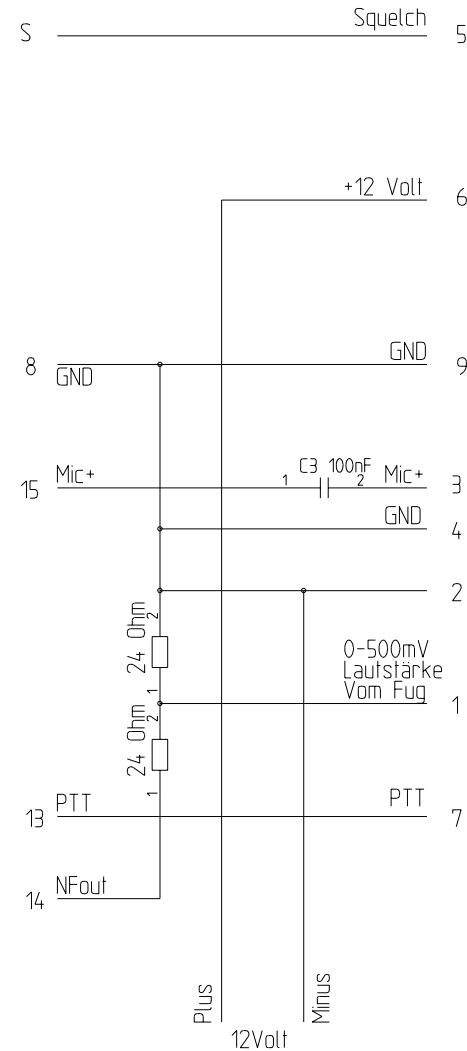 S
Squelch
5
+12 Volt
6
8
GND
GND
9
15
Mic+
C3 100nF
1
2
Mic+
3
GND
4
2
24 Ohm
2
1
0-500mV
Lautstärke
Vom Fug
1
24 Ohm
2
1
13
PTT
PTT
7
14
NFout
Plus
Minus
12Volt